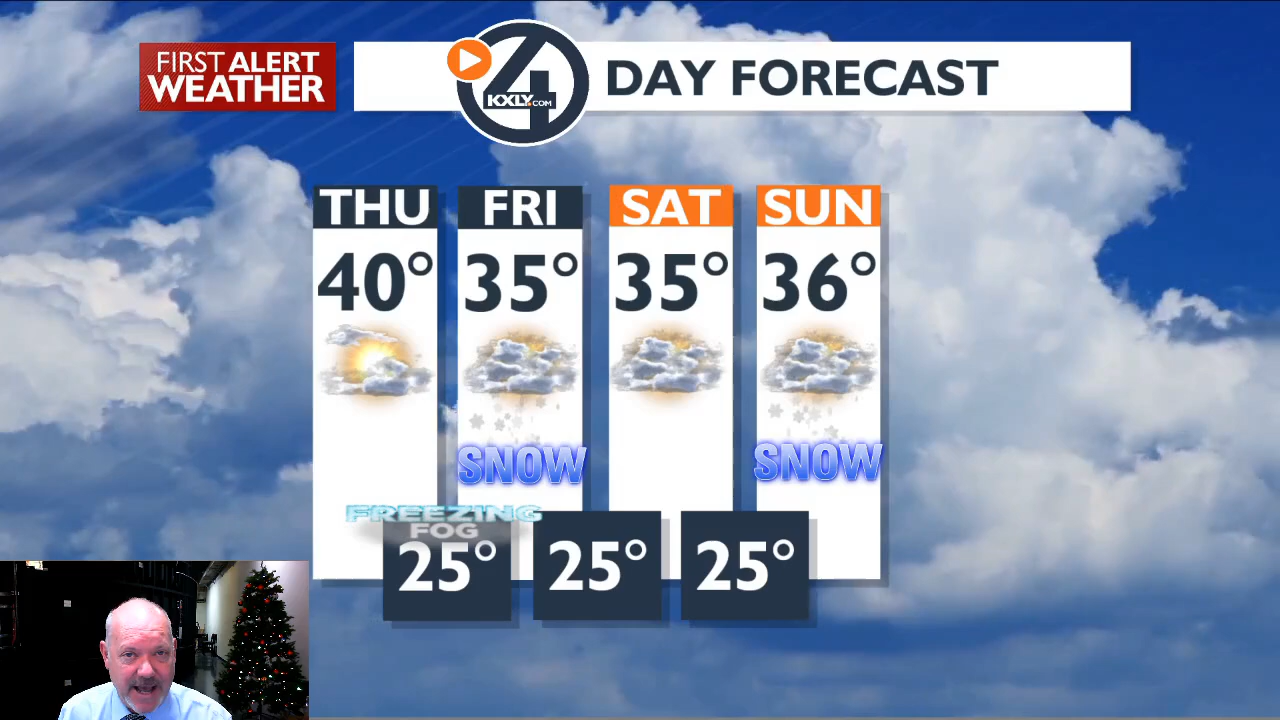 FIRST ALERT
WEATHER
4
KXLY.COM
DAY FORECAST
THU
FRI
SAT
SUN
40°
35°
35°
36°
SNOW
SNOW
FREEZING
FOG
25°
25°
25°